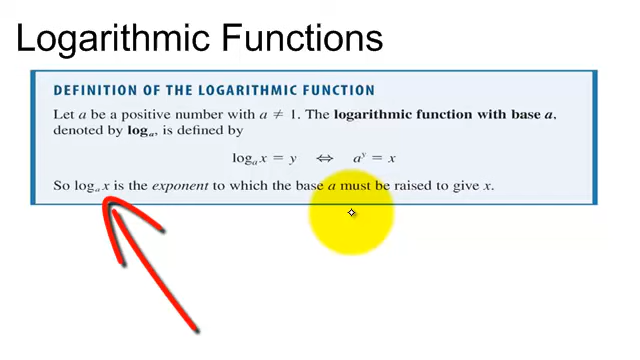 Logarithmic Functions
DEFINITION OF THE LOGARITHMIC FUNCTION
Let a be a positive number with a ≠ 1. The logarithmic function with base a,
denoted by logₐ, is defined by
logₐ x = y ⇔ aʸ = x
So logₐ x is the exponent to which the base a must be raised to give x.